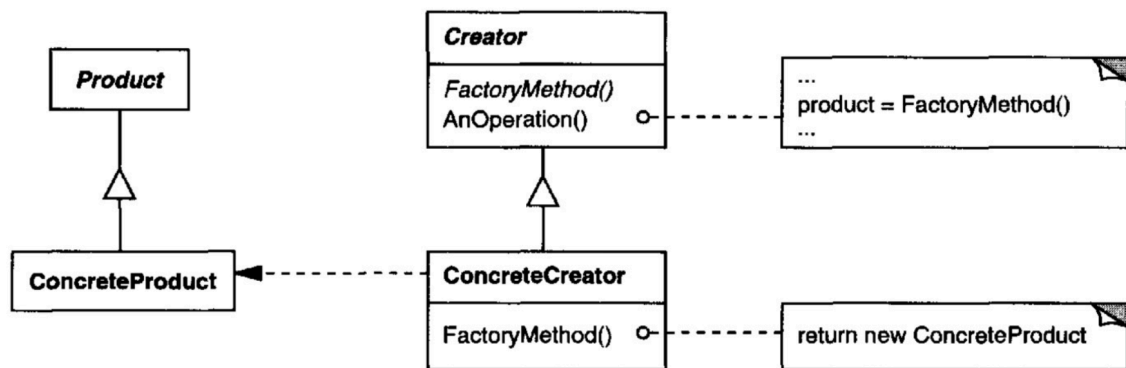 Product
ConcreteProduct
Creator
FactoryMethod()
AnOperation()
...
product = FactoryMethod()
...
ConcreteCreator
FactoryMethod()
return new ConcreteProduct